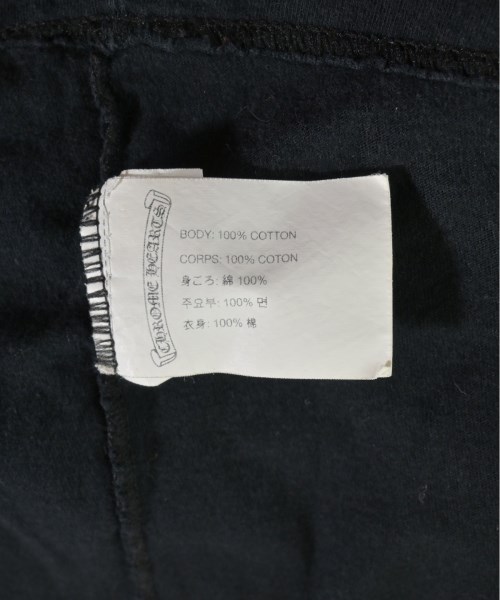 CHROME HEARTS
BODY: 100% COTTON
CORPS: 100% COTON
身ごろ: 綿 100%
주요부: 100% 면
衣身: 100% 棉